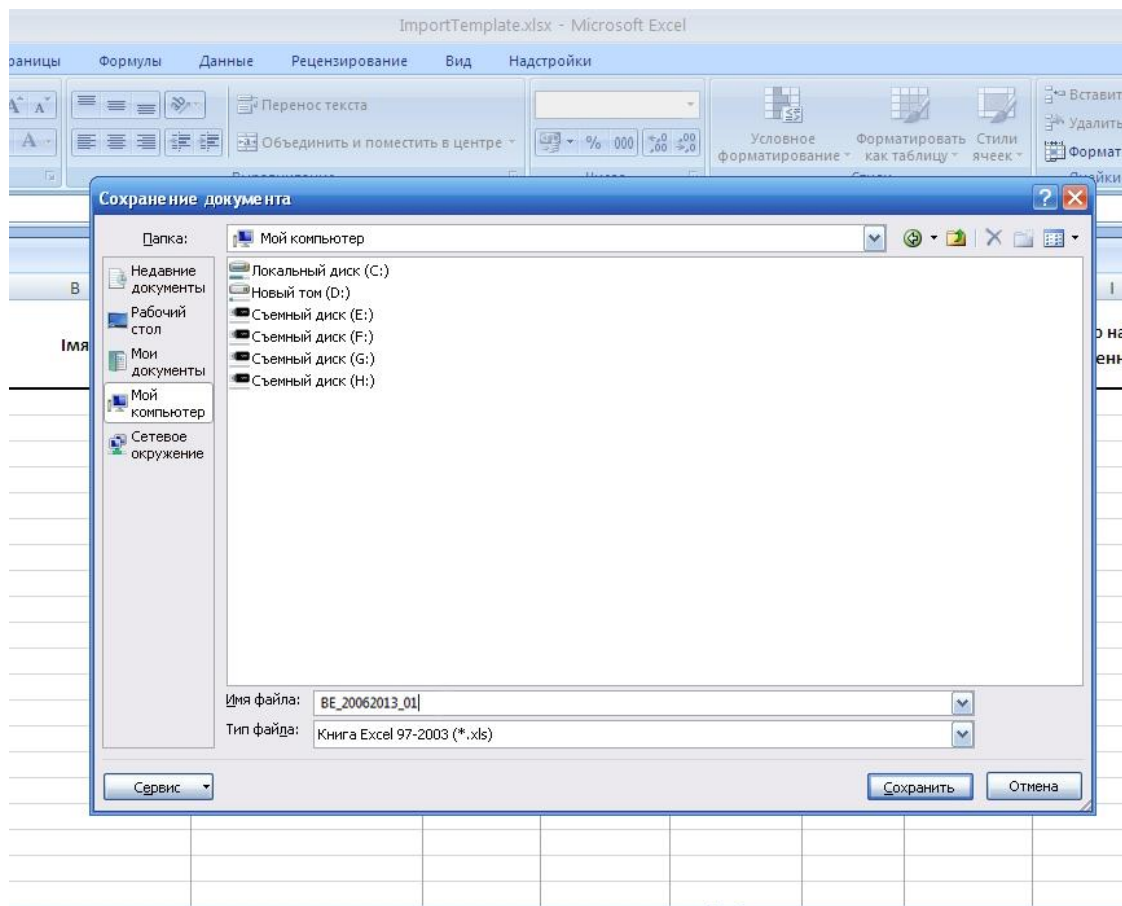 ImportTemplate.xlsx - Microsoft Excel
Формулы Данные Рецензирование Вид Надстройки
Перенос текста
Вставит
Удалить
Объединить и поместить в центре % 000
Условное форматирование
Форматировать как таблицу
Стили ячеек
Формат
Сохранение документа
Папка: Мой компьютер
Недавние документы
Рабочий стол
Мои документы
Мой компьютер
Сетевое окружение
Локальный диск (C:)
Новый том (D:)
Съемный диск (E:)
Съемный диск (F:)
Съемный диск (G:)
Съемный диск (H:)
B
I
Імя
Имя файла: BE_20062013_01
Тип файла: Книга Excel 97-2003 (*.xls)
Сервис Сохранить Отмена